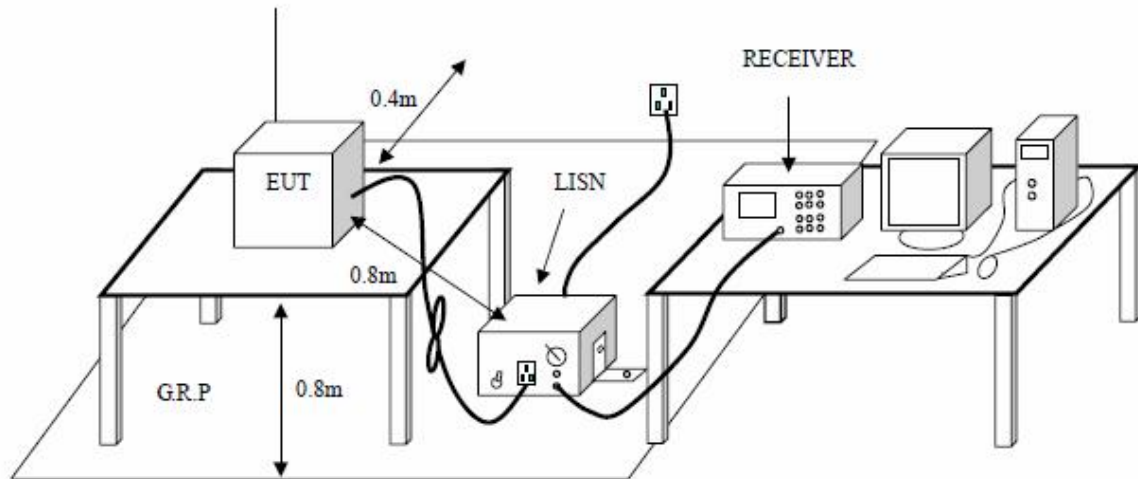 RECEIVER
0.4m
EUT
LISN
0.8m
G.R.P
0.8m